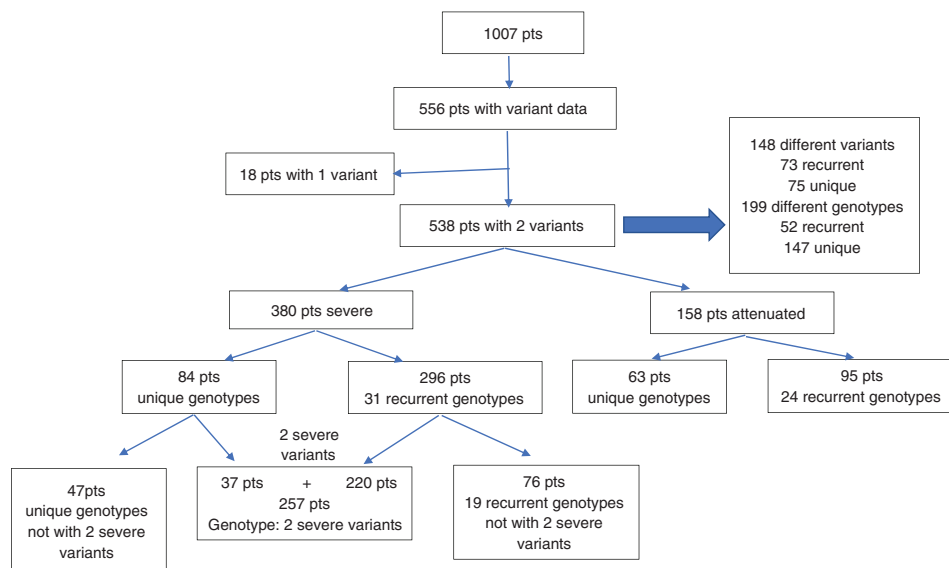 1007 pts
556 pts with variant data
18 pts with 1 variant
148 different variants
73 recurrent
75 unique
199 different genotypes
52 recurrent
147 unique
538 pts with 2 variants
380 pts severe
158 pts attenuated
84 pts
unique genotypes
296 pts
31 recurrent genotypes
63 pts
unique genotypes
95 pts
24 recurrent genotypes
2 severe
variants
47pts
unique genotypes
not with 2 severe
variants
37 pts + 220 pts
257 pts
Genotype: 2 severe variants
76 pts
19 recurrent genotypes
not with 2 severe
variants